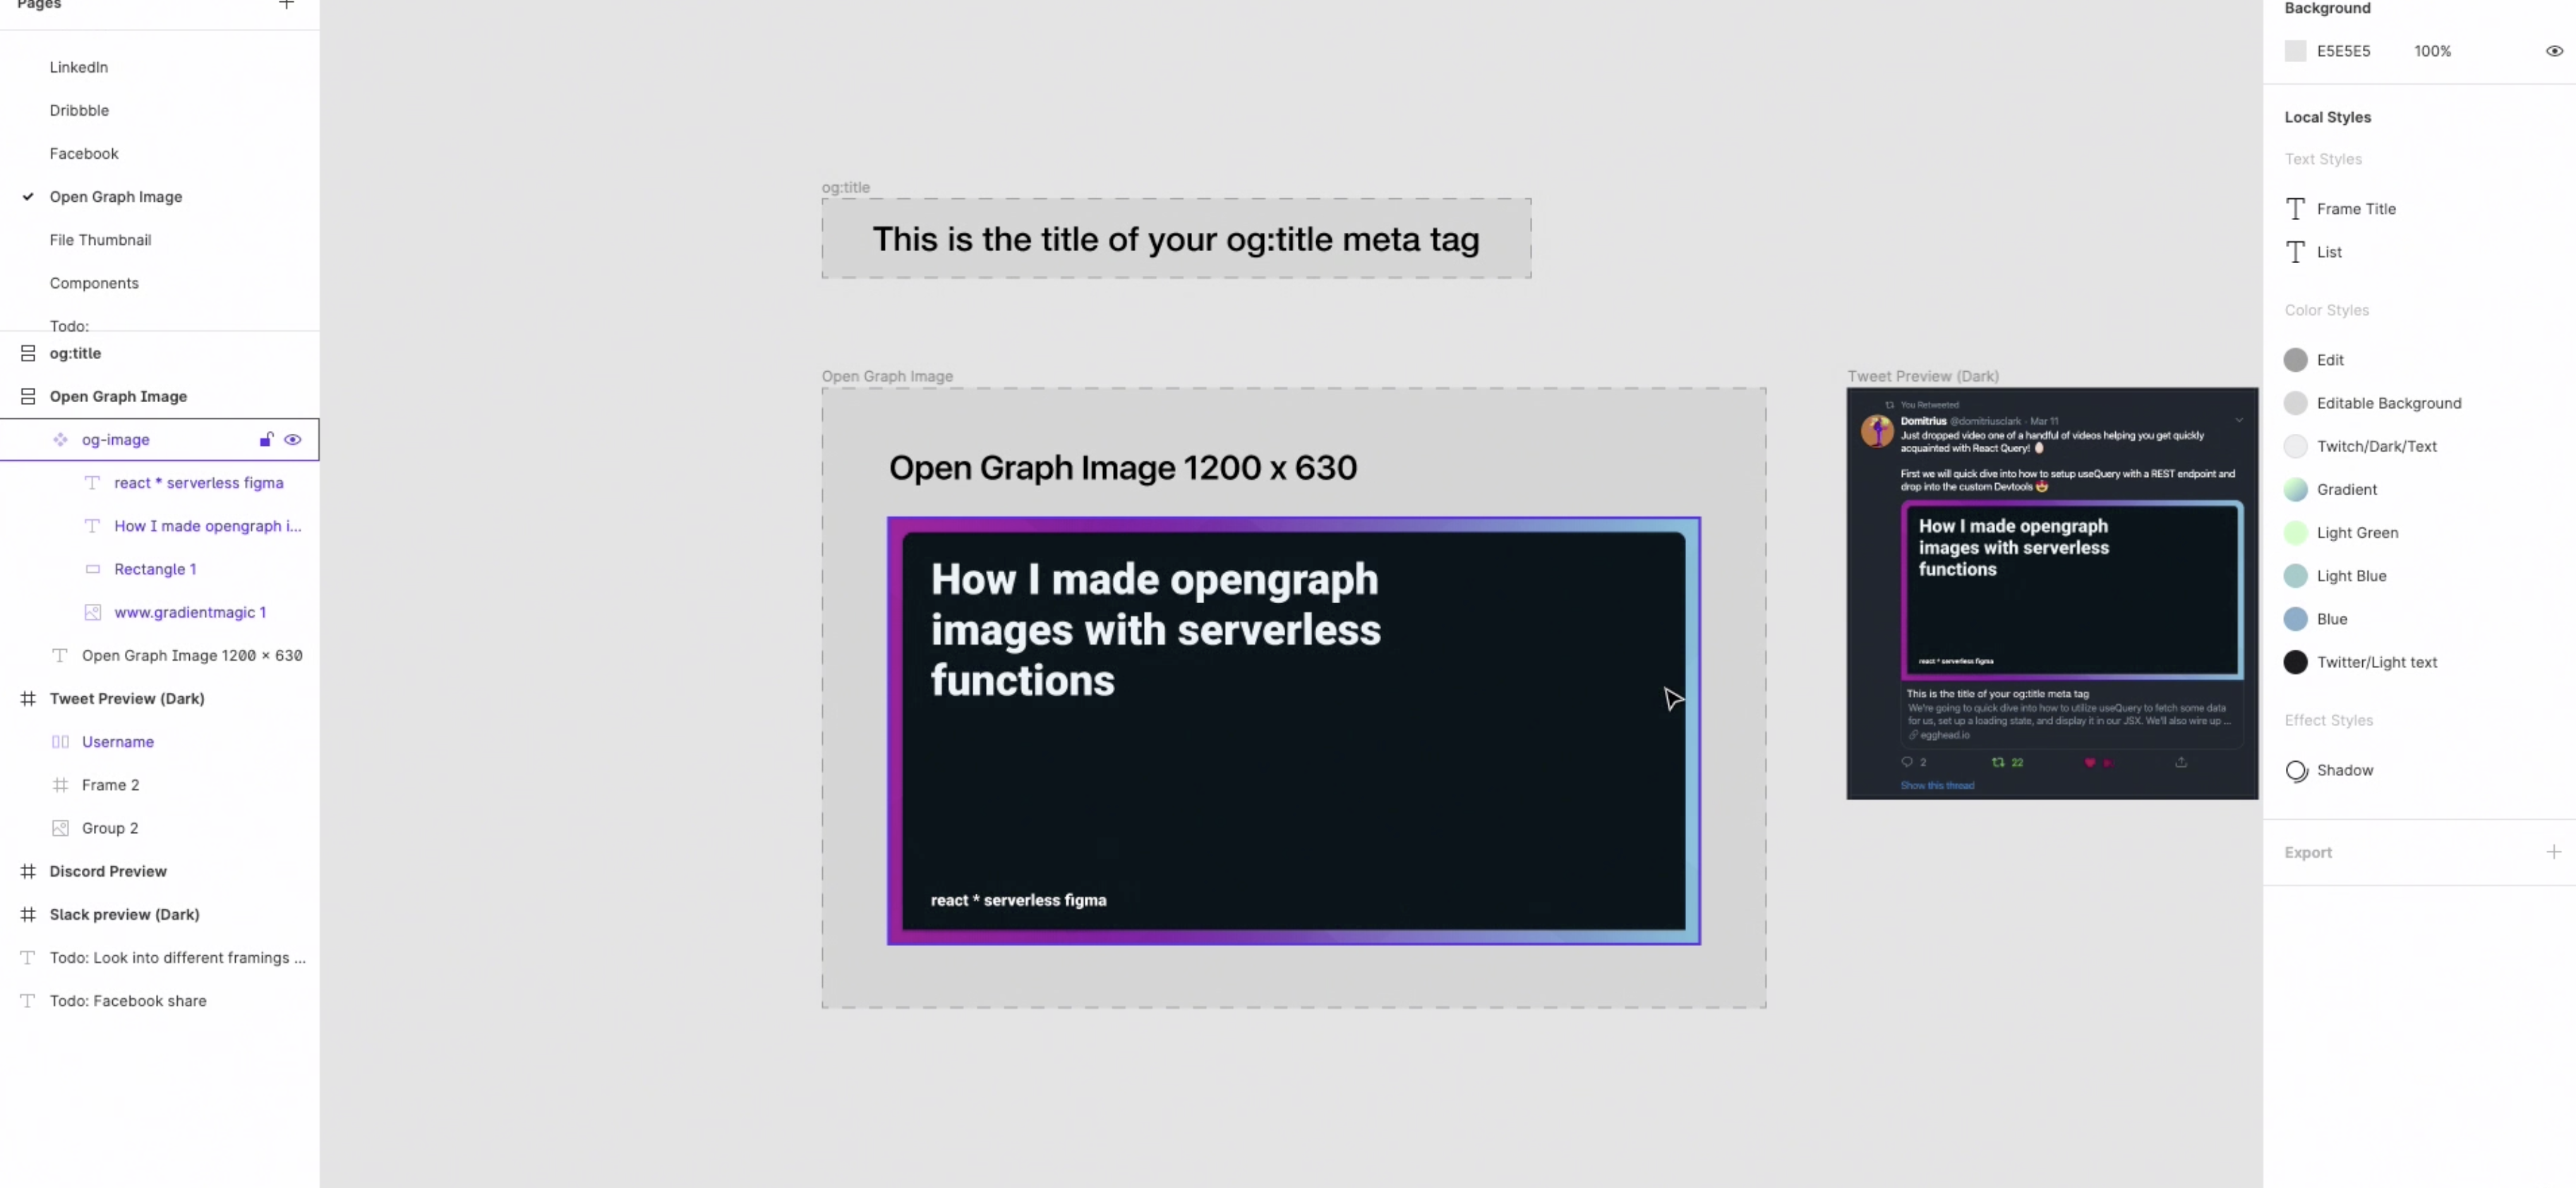 Pages
LinkedIn
Dribbble
Facebook
Open Graph Image
File Thumbnail
Components
Todo:
og:title
Open Graph Image
og-image
react * serverless figma
How I made opengraph i...
Rectangle 1
www.gradientmagic 1
Open Graph Image 1200 × 630
Tweet Preview (Dark)
Username
Frame 2
Group 2
Discord Preview
Slack preview (Dark)
Todo: Look into different framings ...
Todo: Facebook share
og:title
This is the title of your og:title meta tag
Open Graph Image
Open Graph Image 1200 x 630
How I made opengraph
images with serverless
functions
react * serverless figma
Tweet Preview (Dark)
You Retweeted
Domitrius @domitriusclark · Mar 11
Just dropped video one of a handful of videos helping you get quickly
acquainted with React Query!
First we will quick dive into how to setup useQuery with a REST endpoint and
drop into the custom Devtools
How I made opengraph
images with serverless
functions
react * serverless figma
This is the title of your og:title meta tag
We're going to quick dive into how to utilize useQuery to fetch some data
for us, set up a loading state, and display it in our JSX. We'll also wire up ...
egghead.io
2 22
Show this thread
Background
E5E5E5 100%
Local Styles
Text Styles
Frame Title
List
Color Styles
Edit
Editable Background
Twitch/Dark/Text
Gradient
Light Green
Light Blue
Blue
Twitter/Light text
Effect Styles
Shadow
Export